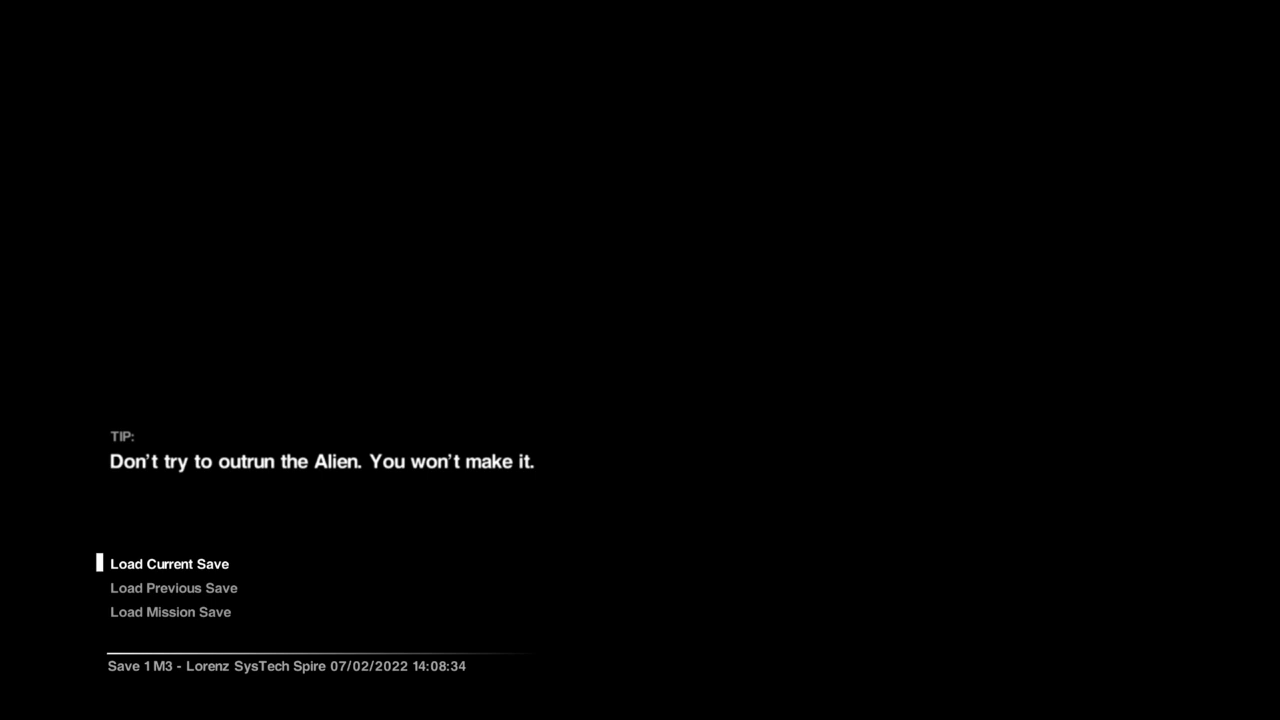 TIP:
Don’t try to outrun the Alien. You won’t make it.
Load Current Save
Load Previous Save
Load Mission Save
Save 1 M3 - Lorenz SysTech Spire 07/02/2022 14:08:34